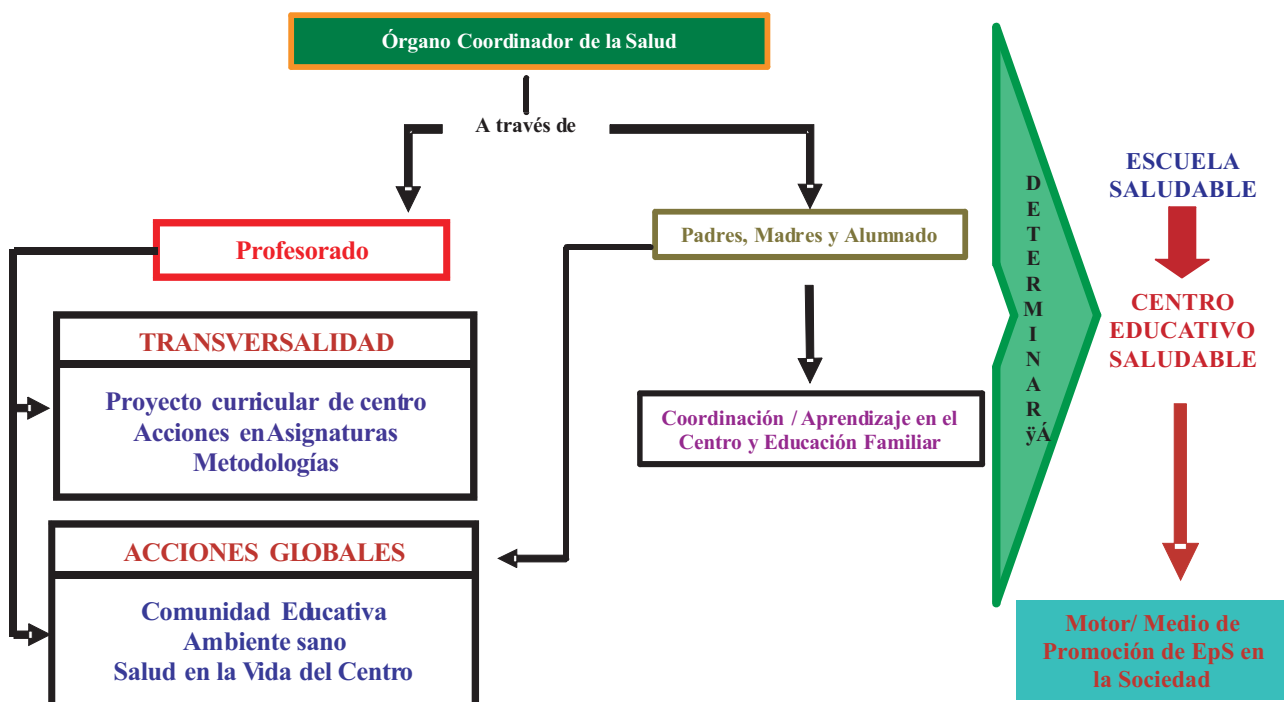 Órgano Coordinador de la Salud
A través de
Profesorado
Padres, Madres y Alumnado
TRANSVERSALIDAD
Proyecto curricular de centro
Acciones en Asignaturas
Metodologías
Coordinación / Aprendizaje en el
Centro y Educación Familiar
ACCIONES GLOBALES
Comunidad Educativa
Ambiente sano
Salud en la Vida del Centro
D
E
T
E
R
M
I
N
A
R
ÿÁ
ESCUELA
SALUDABLE
CENTRO
EDUCATIVO
SALUDABLE
Motor/ Medio de
Promoción de EpS en
la Sociedad